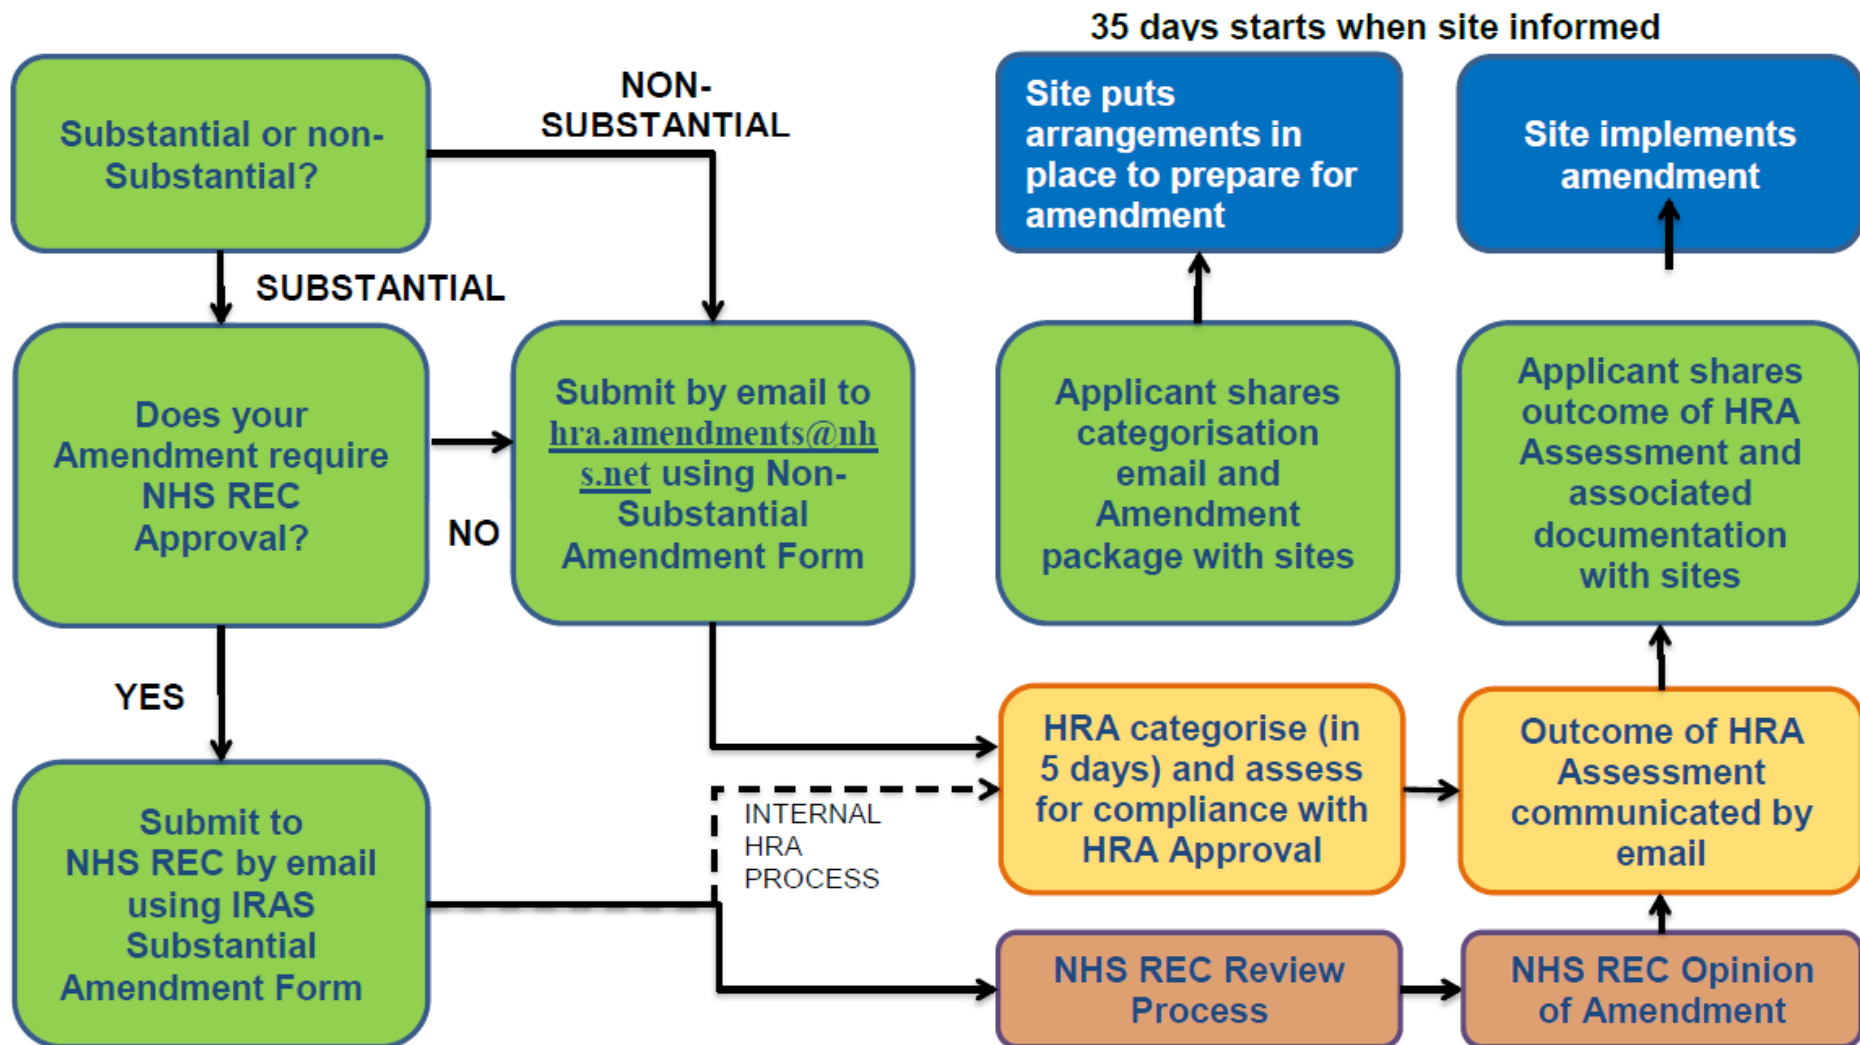 35 days starts when site informed
Substantial or non-
Substantial?
NON-
SUBSTANTIAL
Site puts
arrangements in
place to prepare for
amendment
Site implements
amendment
SUBSTANTIAL
Does your
Amendment require
NHS REC
Approval?
NO
Submit by email to
hra.amendments@nh
s.net using Non-
Substantial
Amendment Form
Applicant shares
categorisation
email and
Amendment
package with sites
Applicant shares
outcome of HRA
Assessment and
associated
documentation
with sites
YES
Submit to
NHS REC by email
using IRAS
Substantial
Amendment Form
INTERNAL
HRA
PROCESS
HRA categorise (in
5 days) and assess
for compliance with
HRA Approval
Outcome of HRA
Assessment
communicated by
email
NHS REC Review
Process
NHS REC Opinion
of Amendment